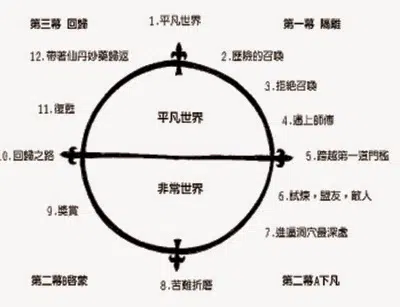 第三幕 回歸
1.平凡世界
第一幕 隔離
12.帶著仙丹妙藥歸返
2.歷險的召喚
3.拒絕召喚
11.復甦
4.遇上師傅
平凡世界
10.回歸之路
5.跨越第一道門檻
非常世界
6.試煉，盟友，敵人
9.獎賞
7.進逼洞穴最深處
8.苦難折磨
第二幕B啓蒙
第二幕A下凡